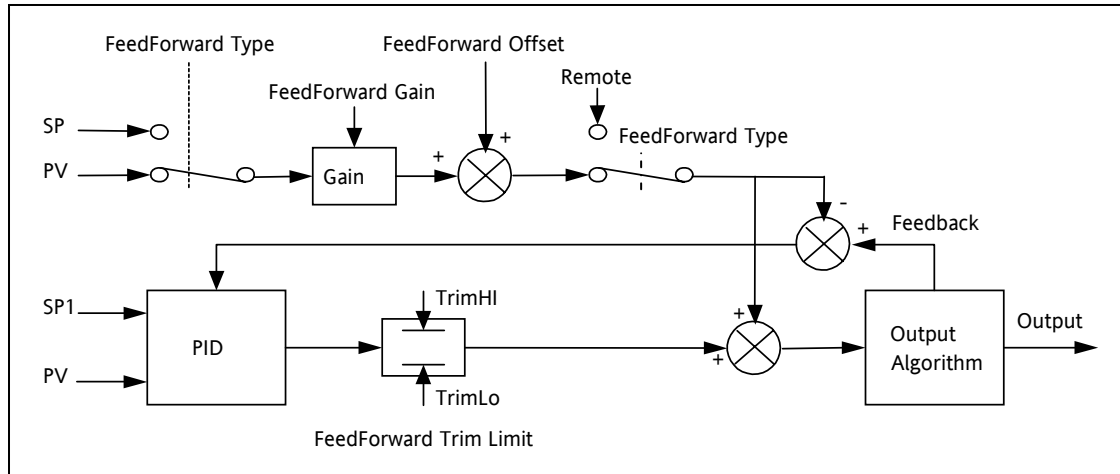 FeedForward Type
FeedForward Offset
Remote
FeedForward Gain
FeedForward Type
SP
+
PV
+
Gain
-
+
Feedback
SP1
TrimHI
+
PID
Output
Output
Algorithm
+
PV
TrimLo
FeedForward Trim Limit